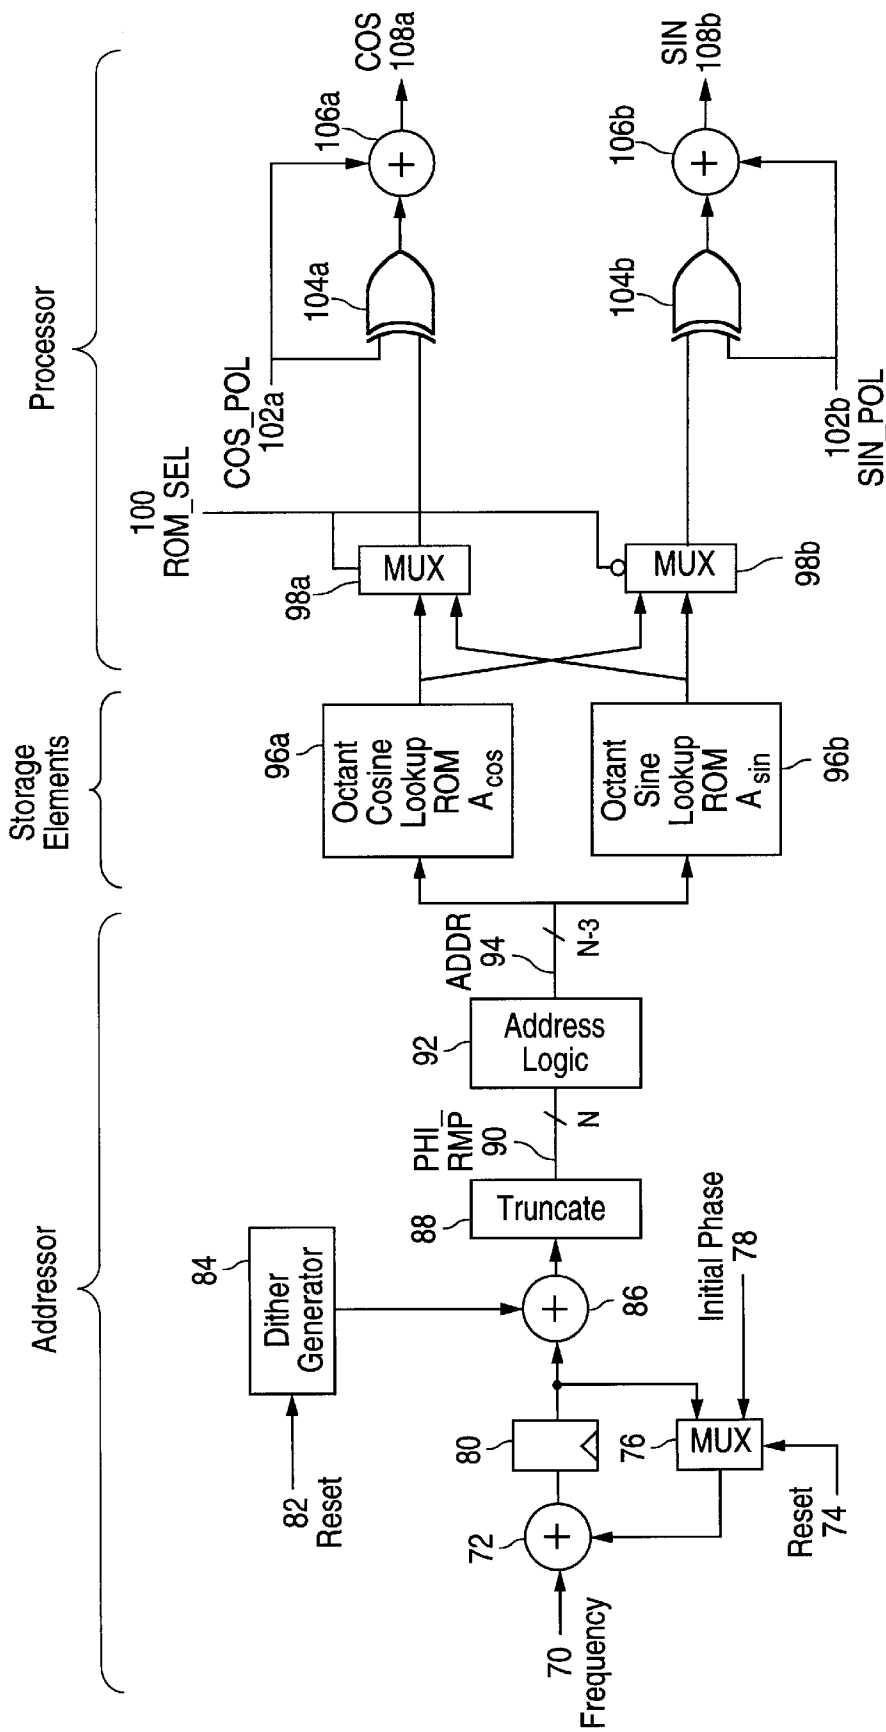 Addressor
Storage
Elements
Processor
84
Dither
Generator
82
Reset
70
Frequency
72
80
76
MUX
Reset
74
Initial Phase
78
86
88
Truncate
PHI_
RMP
90
N
92
Address
Logic
ADDR
94
N-3
96a
Octant
Cosine
Lookup
ROM
Acos
Octant
Sine
Lookup
ROM
Asin
96b
100
ROM_SEL
98a
MUX
MUX
98b
COS_POL
102a
104a
106a
COS
108a
102b
SIN_POL
104b
106b
SIN
108b
+
+
+
+